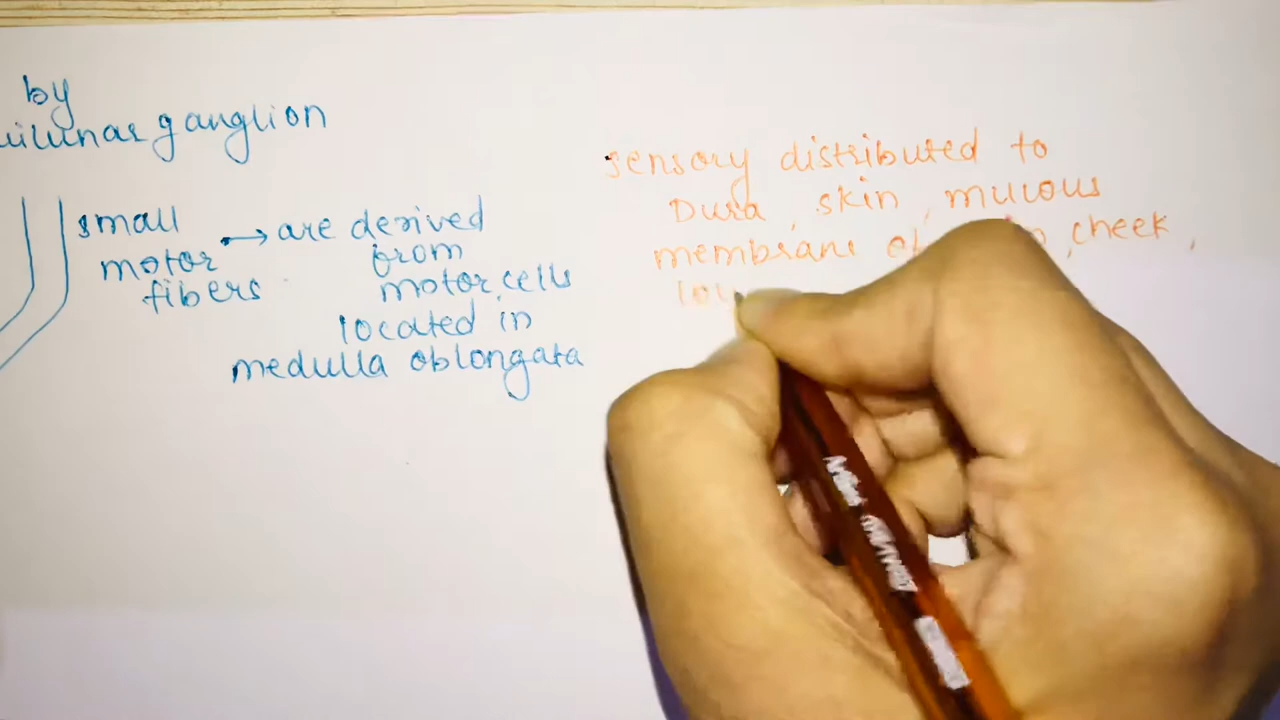 by
ganglion
small
motor → are derived
fibers
from
motor cells
located in
medulla oblongata
sensory distributed to
Dura, skin, mucous
membrane of cheek,